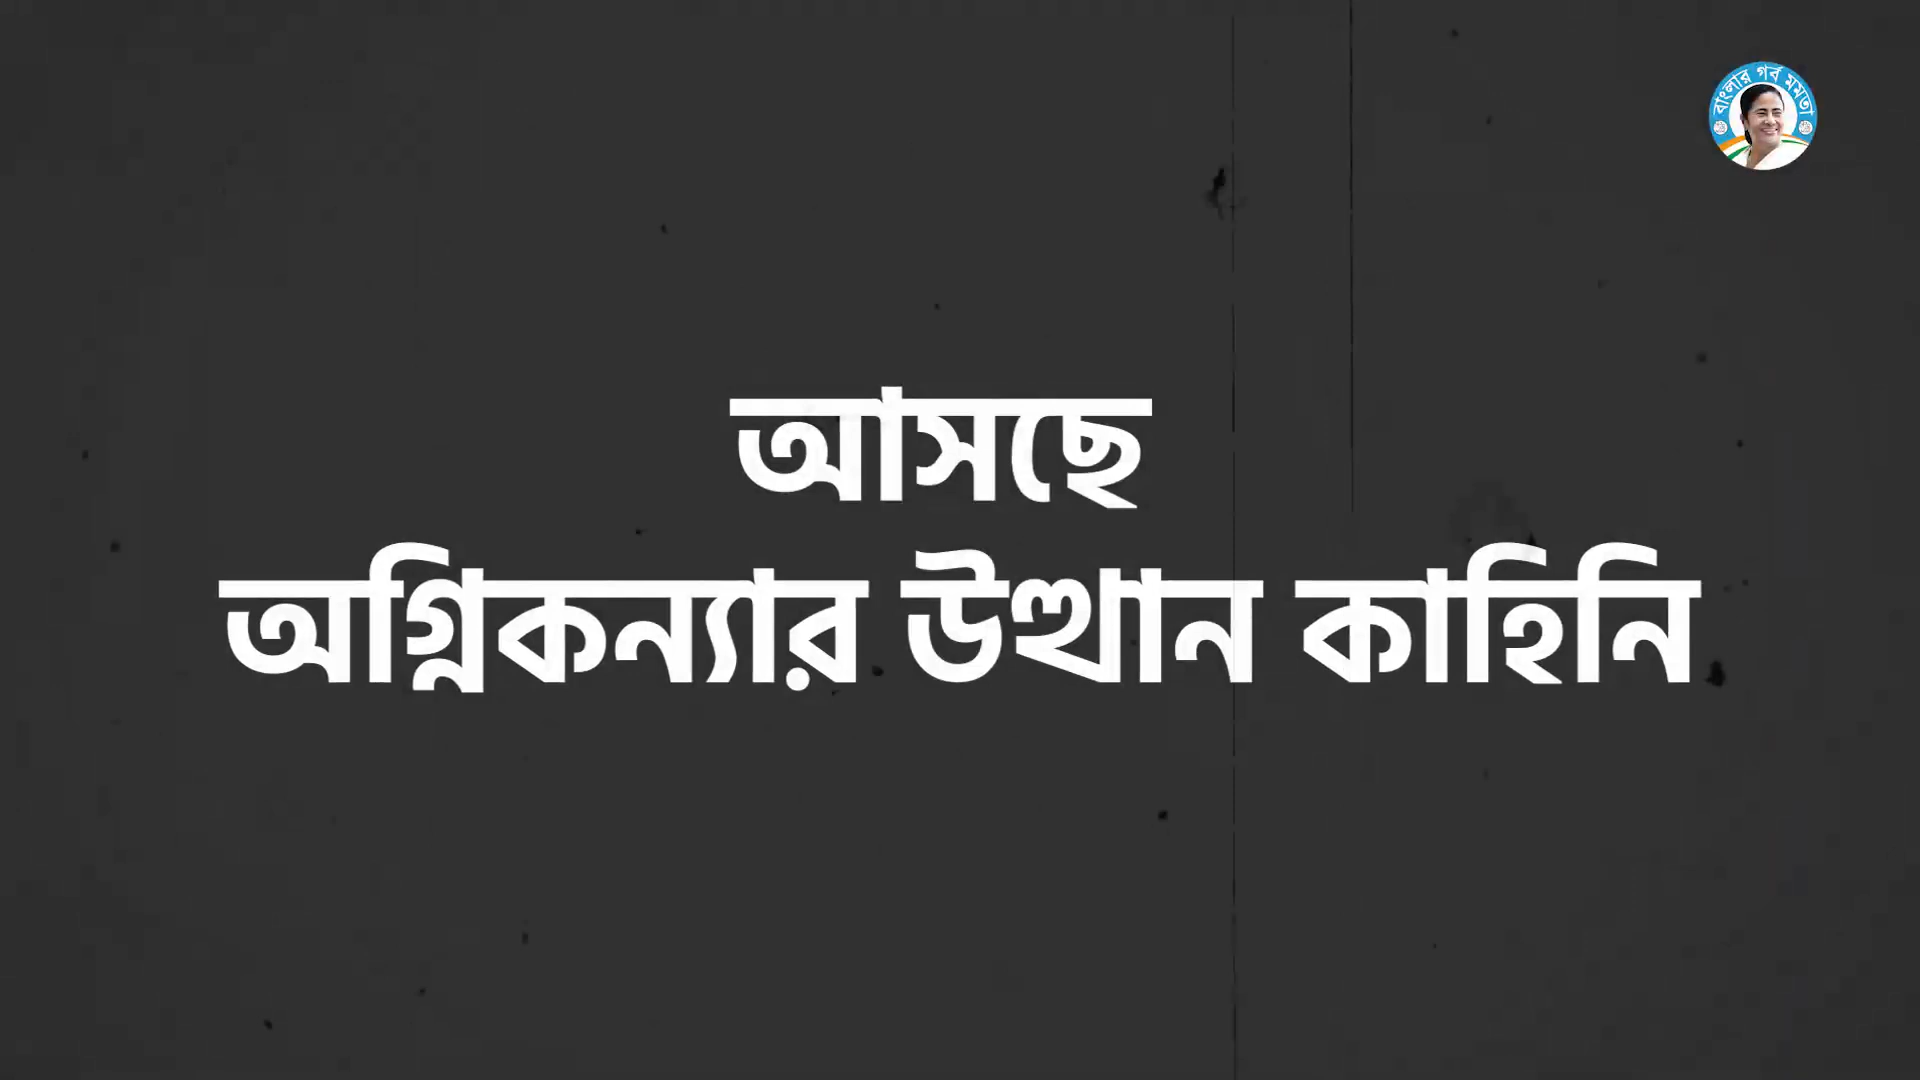 বাংলার গর্ব মমতা
আসছে
অগ্নিকন্যার উত্থান কাহিনি